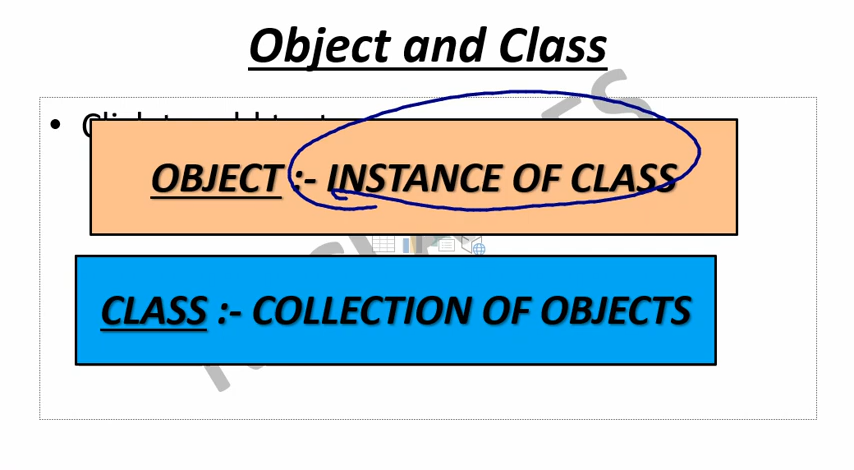 Object and Class
OBJECT :- INSTANCE OF CLASS
CLASS :- COLLECTION OF OBJECTS